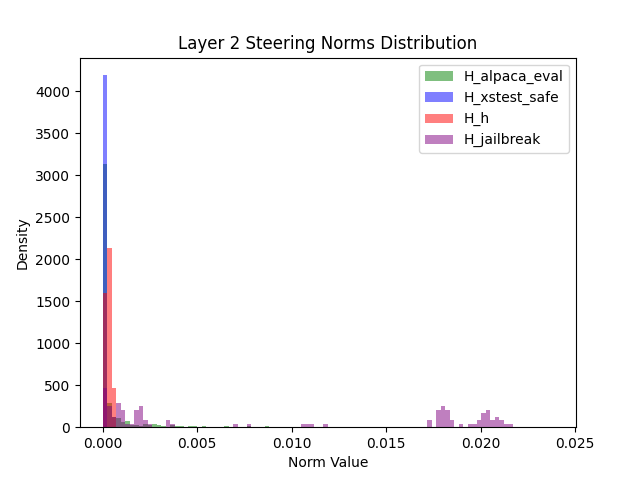 Layer 2 Steering Norms Distribution
H_alpaca_eval
H_xstest_safe
H_h
H_jailbreak
Density
4000
3500
3000
2500
2000
1500
1000
500
0
0.000 0.005 0.010 0.015 0.020 0.025
Norm Value